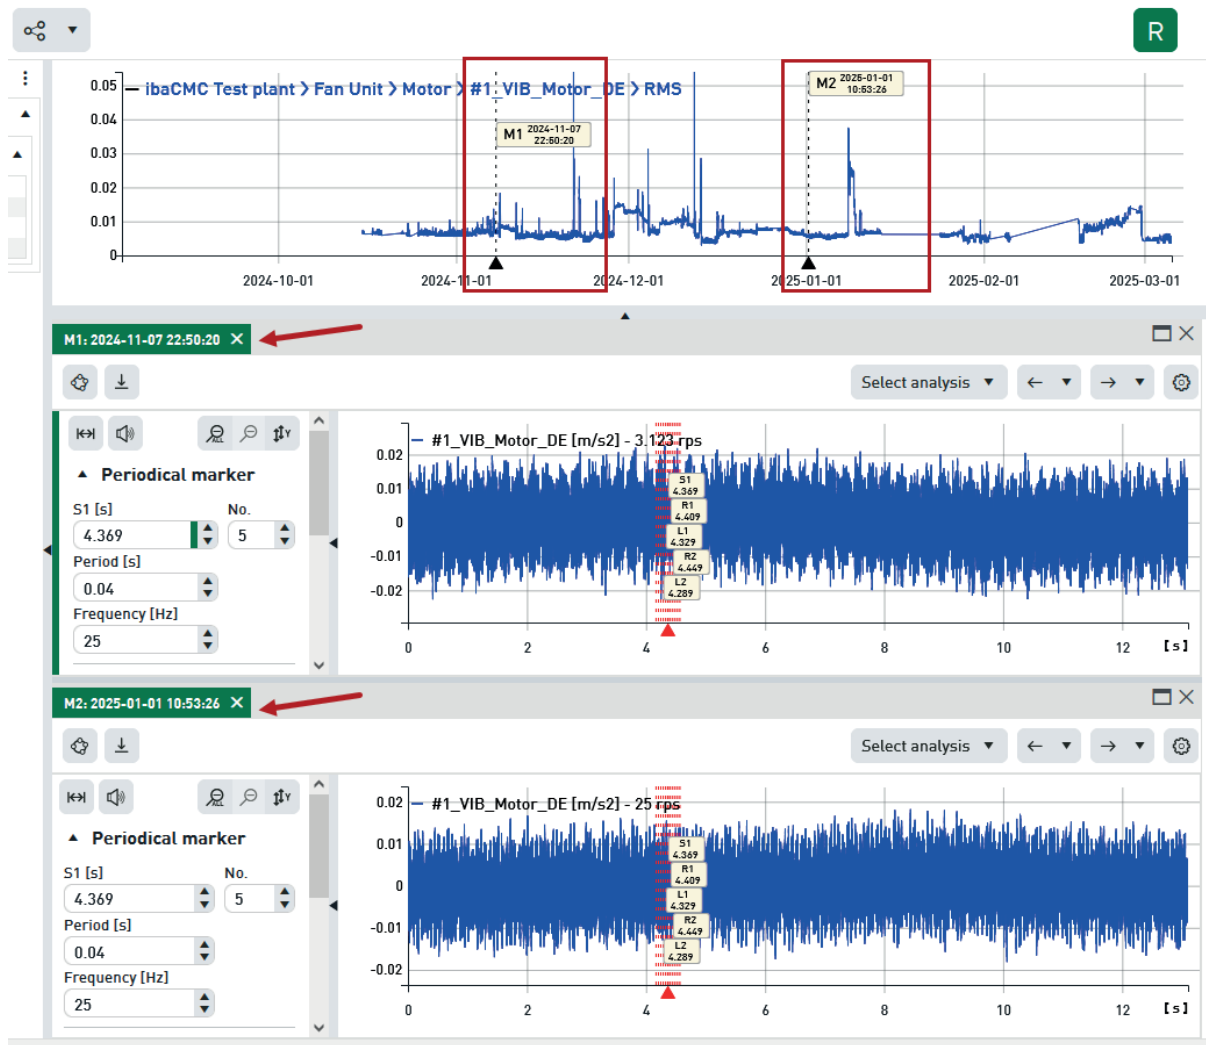 R
ibaCMC Test plant > Fan Unit > Motor > #1_VIB_Motor_DE > RMS
M1 2024-11-07
22:50:20
M2 2025-01-01
10:53:26
0.05
0.04
0.03
0.02
0.01
0
2024-10-01 2024-11-01 2024-12-01 2025-01-01 2025-02-01 2025-03-01
M1: 2024-11-07 22:50:20
Select analysis
ALL Y
Periodical marker
S1 [s] No.
4.369 5
Period [s]
0.04
Frequency [Hz]
25
#1_VIB_Motor_DE [m/s2] - 3.123 rps
0.02
0.01
0
-0.01
-0.02
S1
4.369
R1
4.409
L1
4.329
R2
4.449
L2
4.289
0 2 4 6 8 10 12 [s]
M2: 2025-01-01 10:53:26
Select analysis
ALL Y
Periodical marker
S1 [s] No.
4.369 5
Period [s]
0.04
Frequency [Hz]
25
#1_VIB_Motor_DE [m/s2] - 25 rps
0.02
0.01
0
-0.01
-0.02
S1
4.369
R1
4.409
L1
4.329
R2
4.449
L2
4.289
0 2 4 6 8 10 12 [s]